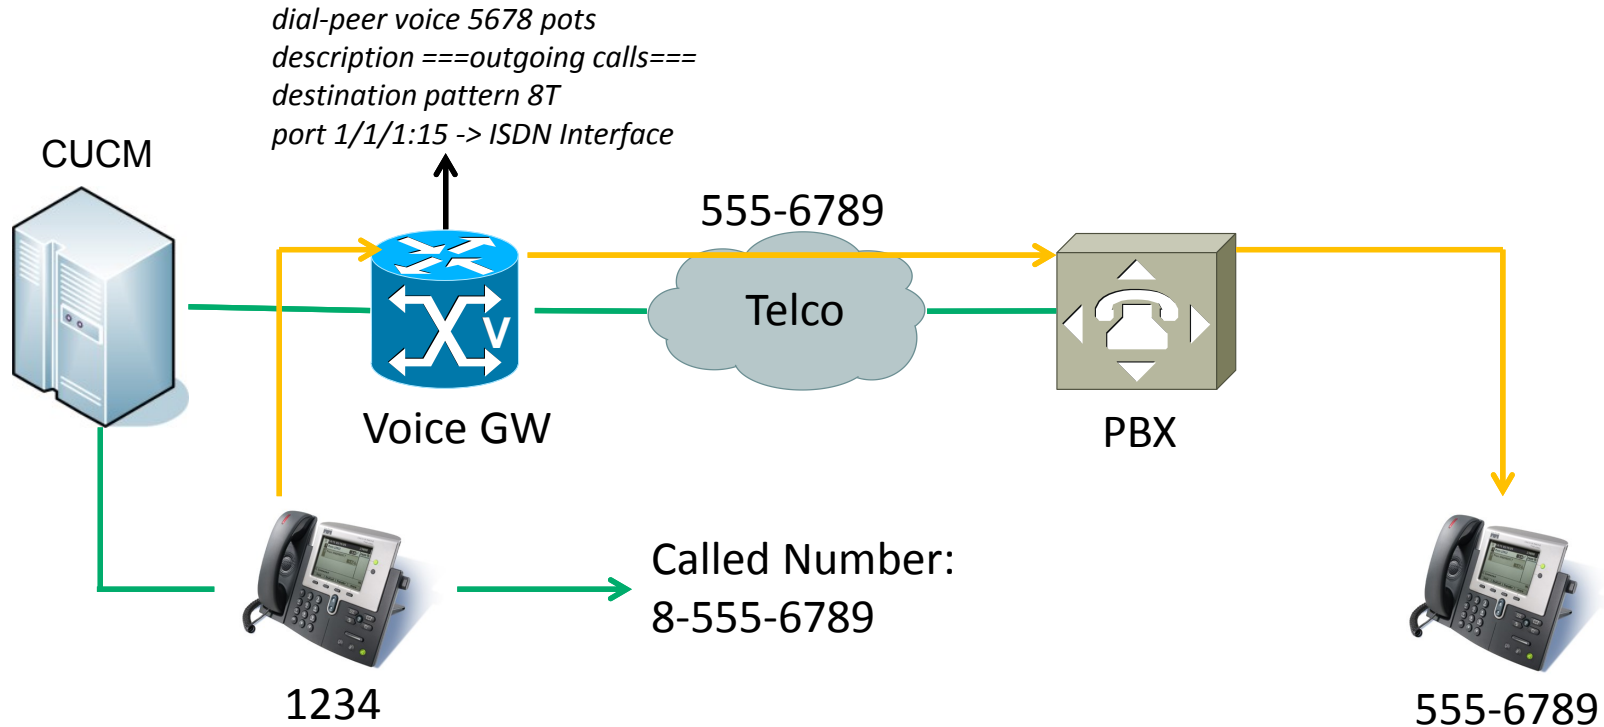 dial-peer voice 5678 pots
description ===outgoing calls===
destination pattern 8T
port 1/1/1:15 -> ISDN Interface
CUCM
555-6789
Telco
V
Voice GW
PBX
Called Number:
8-555-6789
1234
555-6789